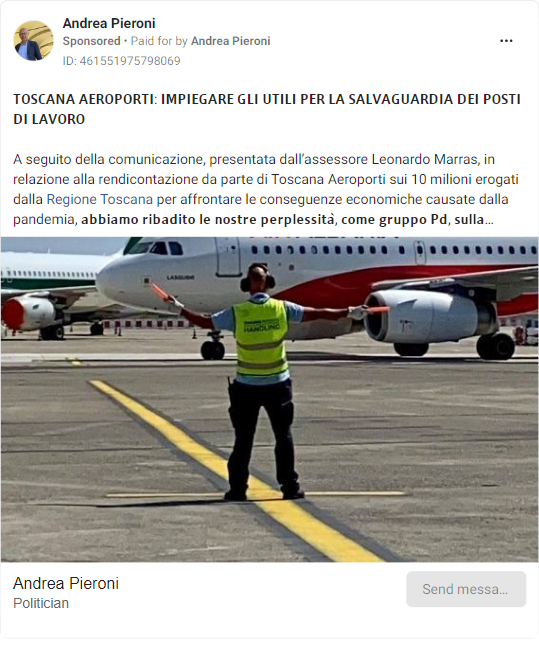 Andrea Pieroni
Sponsored • Paid for by Andrea Pieroni
ID: 461551975798069
TOSCANA AEROPORTI: IMPIEGARE GLI UTILI PER LA SALVAGUARDIA DEI POSTI
DI LAVORO
A seguito della comunicazione, presentata dall'assessore Leonardo Marras, in
relazione alla rendicontazione da parte di Toscana Aeroporti sui 10 milioni erogati
dalla Regione Toscana per affrontare le conseguenze economiche causate dalla
pandemia, abbiamo ribadito le nostre perplessità, come gruppo Pd, sulla...
HANDLING
Andrea Pieroni
Politician
Send messa...